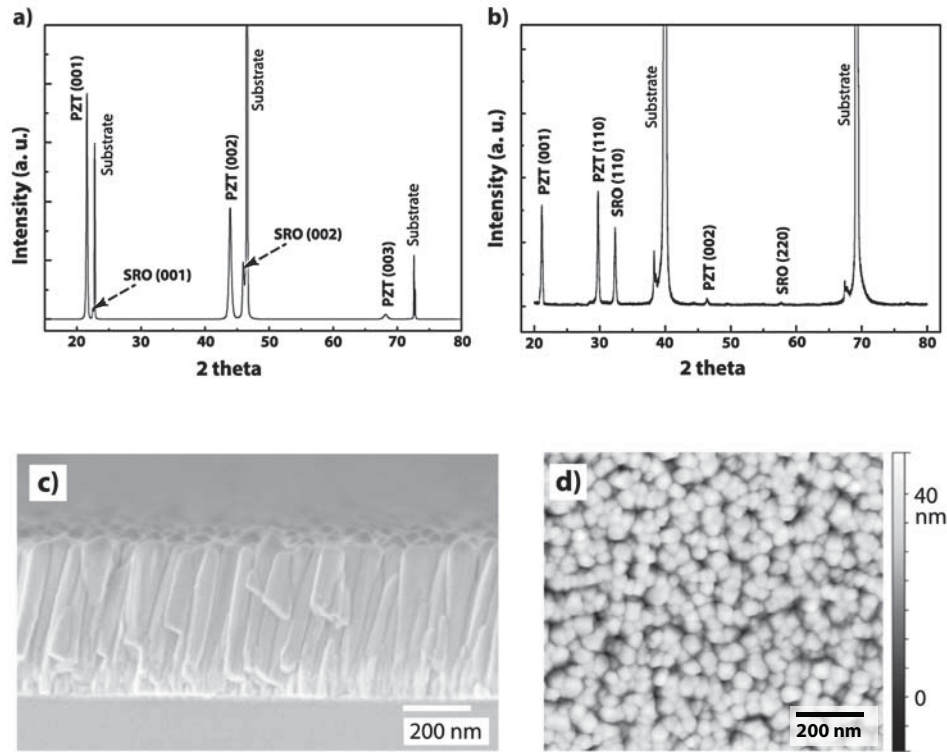 a)
Intensity (a. u.)
PZT (001)
Substrate
SRO (001)
PZT (002)
Substrate
SRO (002)
PZT (003)
Substrate
20 30 40 50 60 70 80
2 theta
b)
Intensity (a. u.)
PZT (001)
PZT (110)
SRO (110)
Substrate
PZT (002)
SRO (220)
Substrate
20 30 40 50 60 70 80
2 theta
c)
200 nm
d)
200 nm
40
nm
0